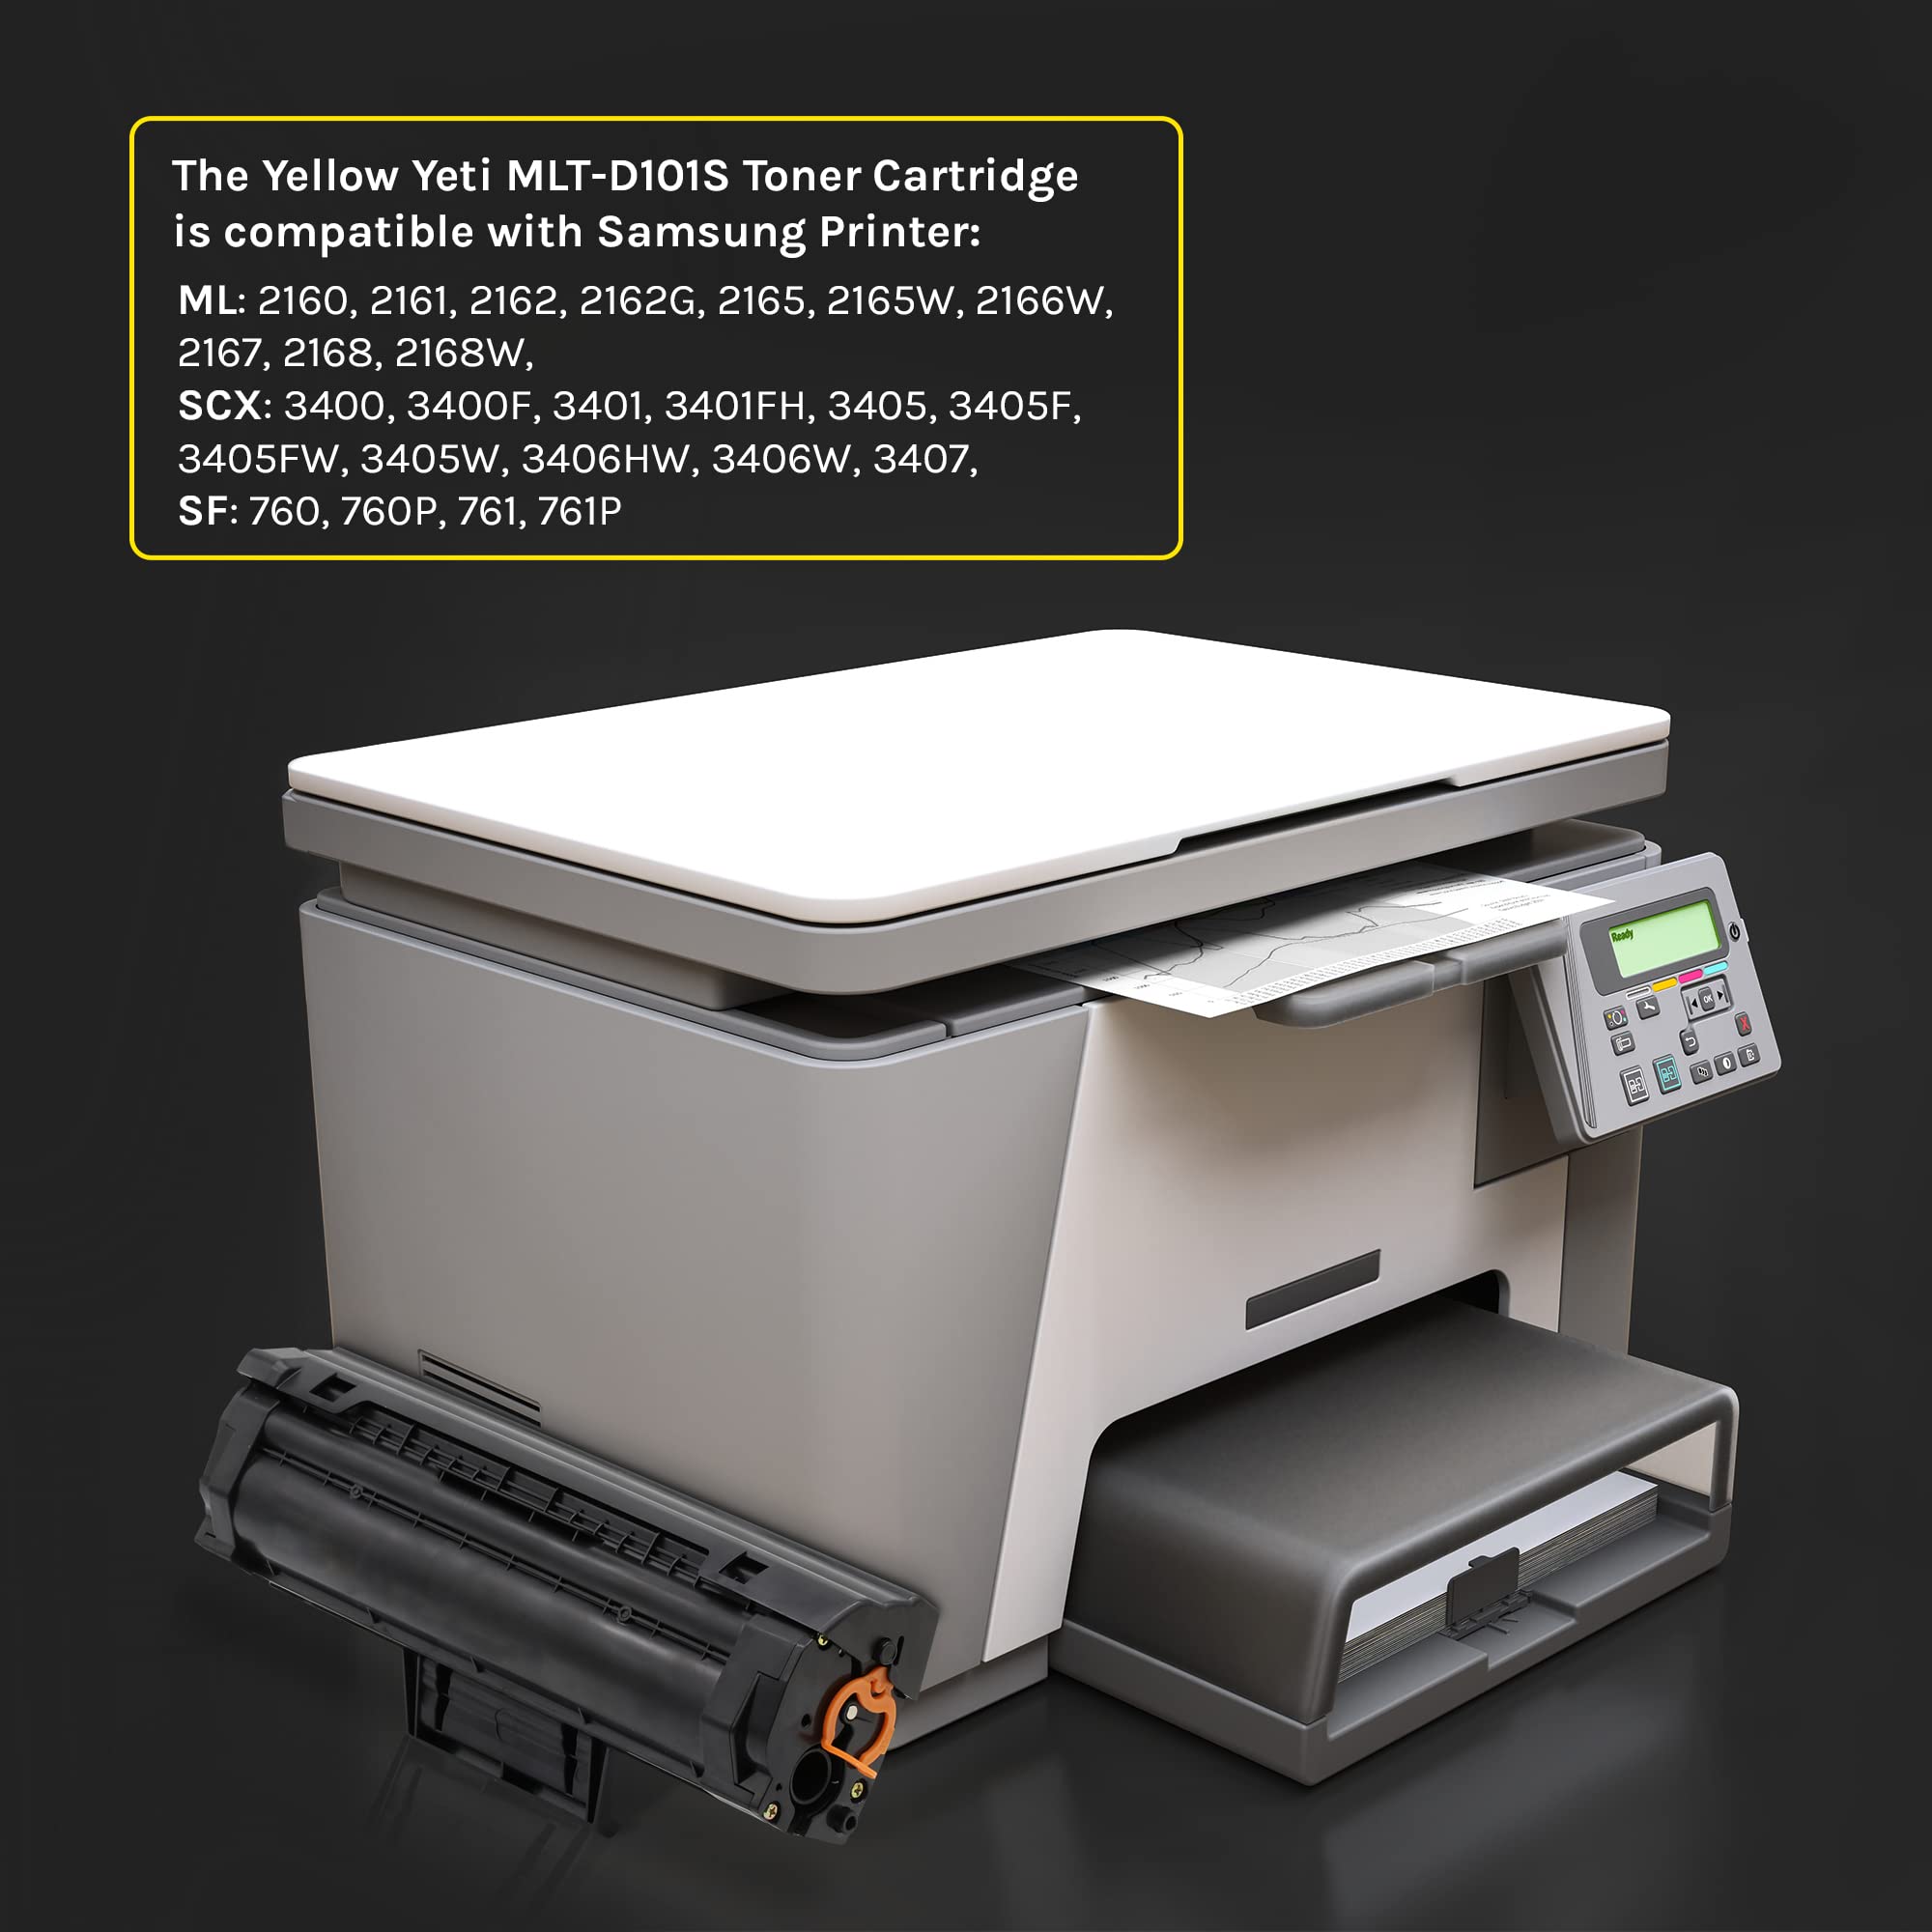 The Yellow Yeti MLT-D101S Toner Cartridge
is compatible with Samsung Printer:
ML: 2160, 2161, 2162, 2162G, 2165, 2165W, 2166W,
2167, 2168, 2168W,
SCX: 3400, 3400F, 3401, 3401FH, 3405, 3405F,
3405FW, 3405W, 3406HW, 3406W, 3407,
SF: 760, 760P, 761, 761P
Ready
OK